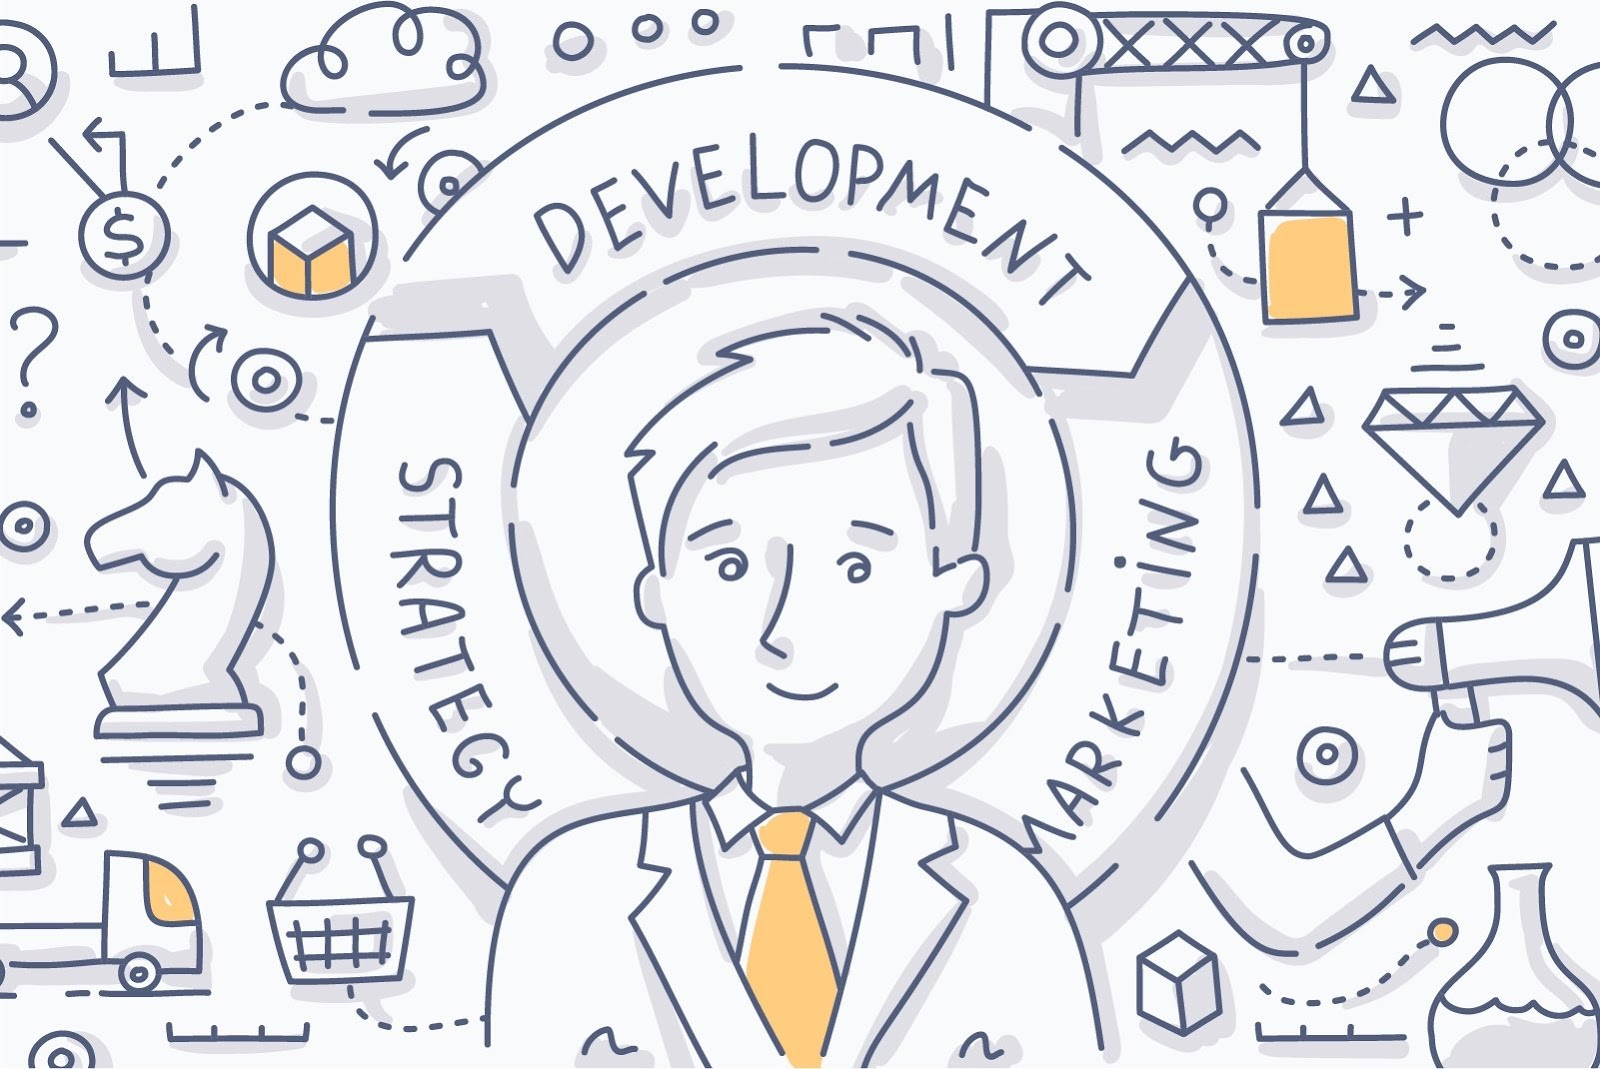 DEVELOPMENT
STRATEGY
MARKETiNG
$
?